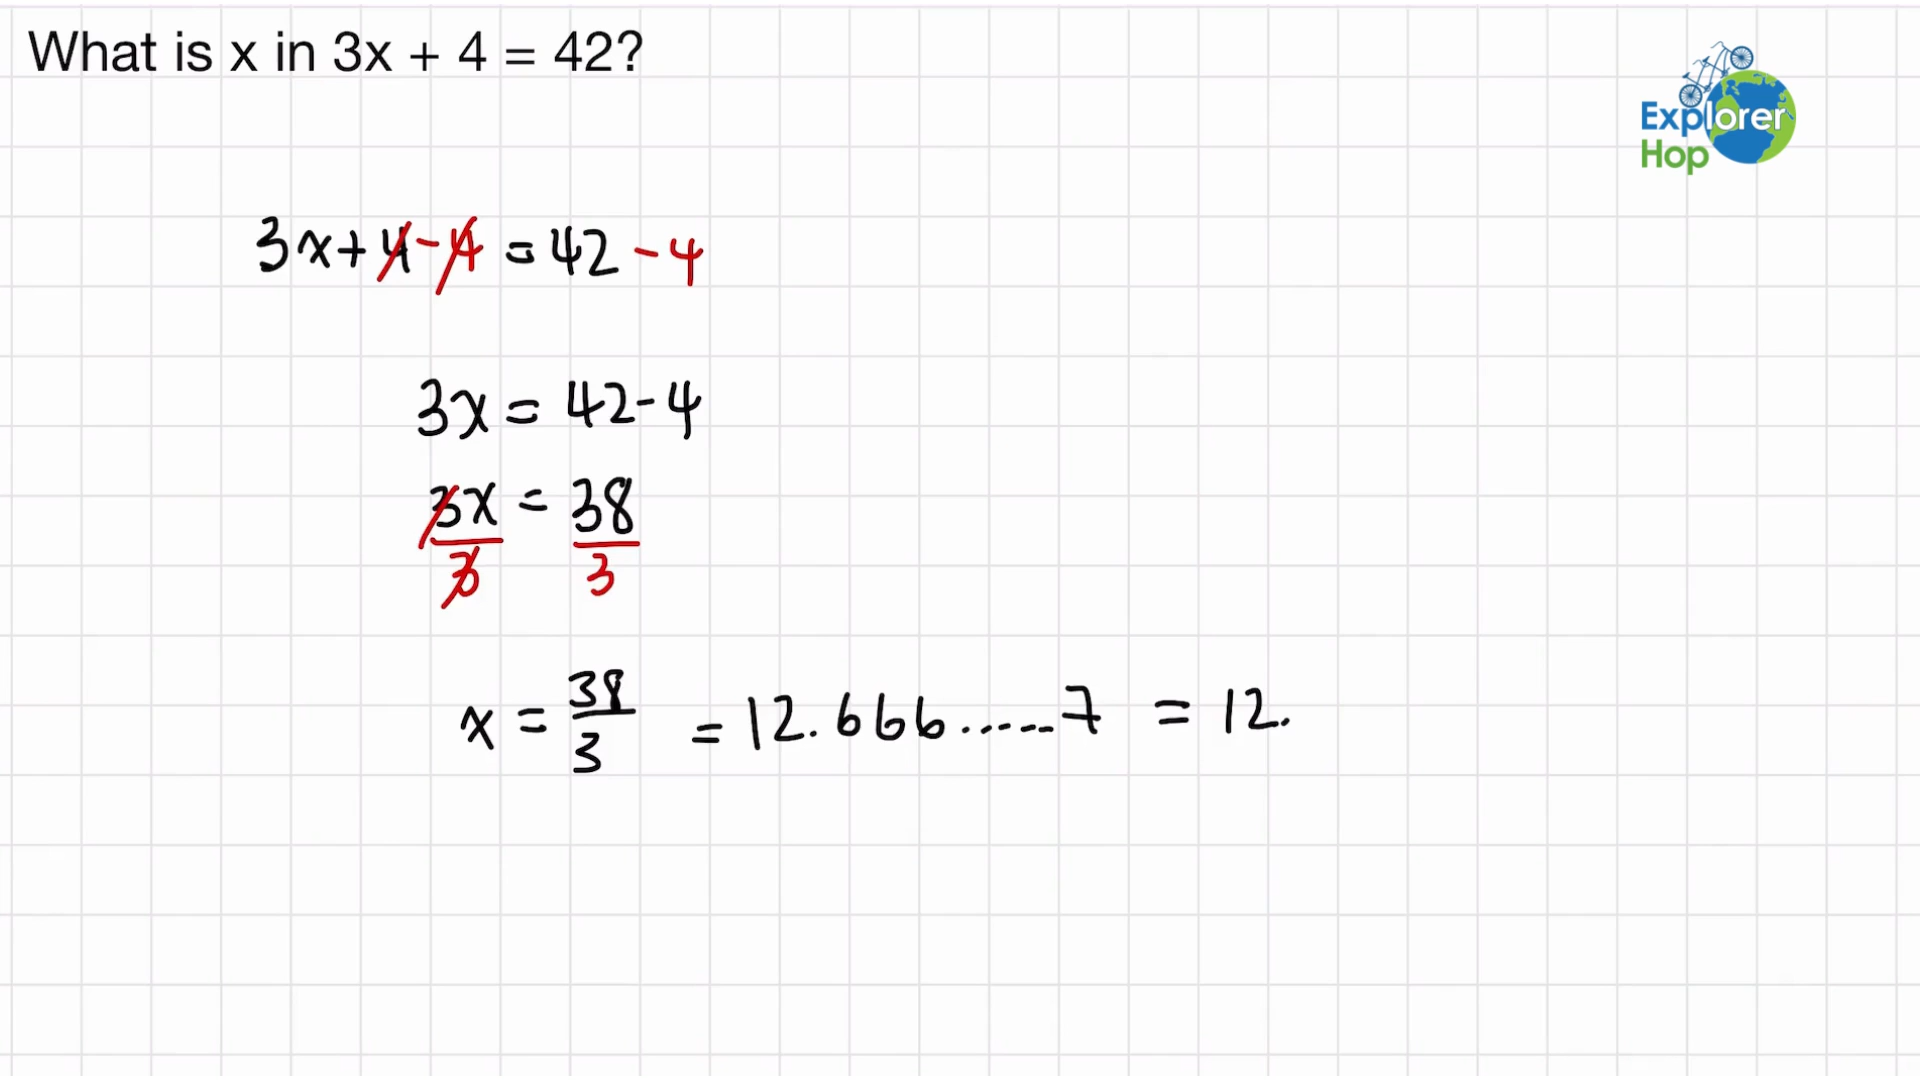 What is x in 3x + 4 = 42?
Explorer
Hop
3x+4-4 = 42 -4
3x = 42-4
3x/3 = 38/3
x = 38/3 = 12.666.....7 = 12.